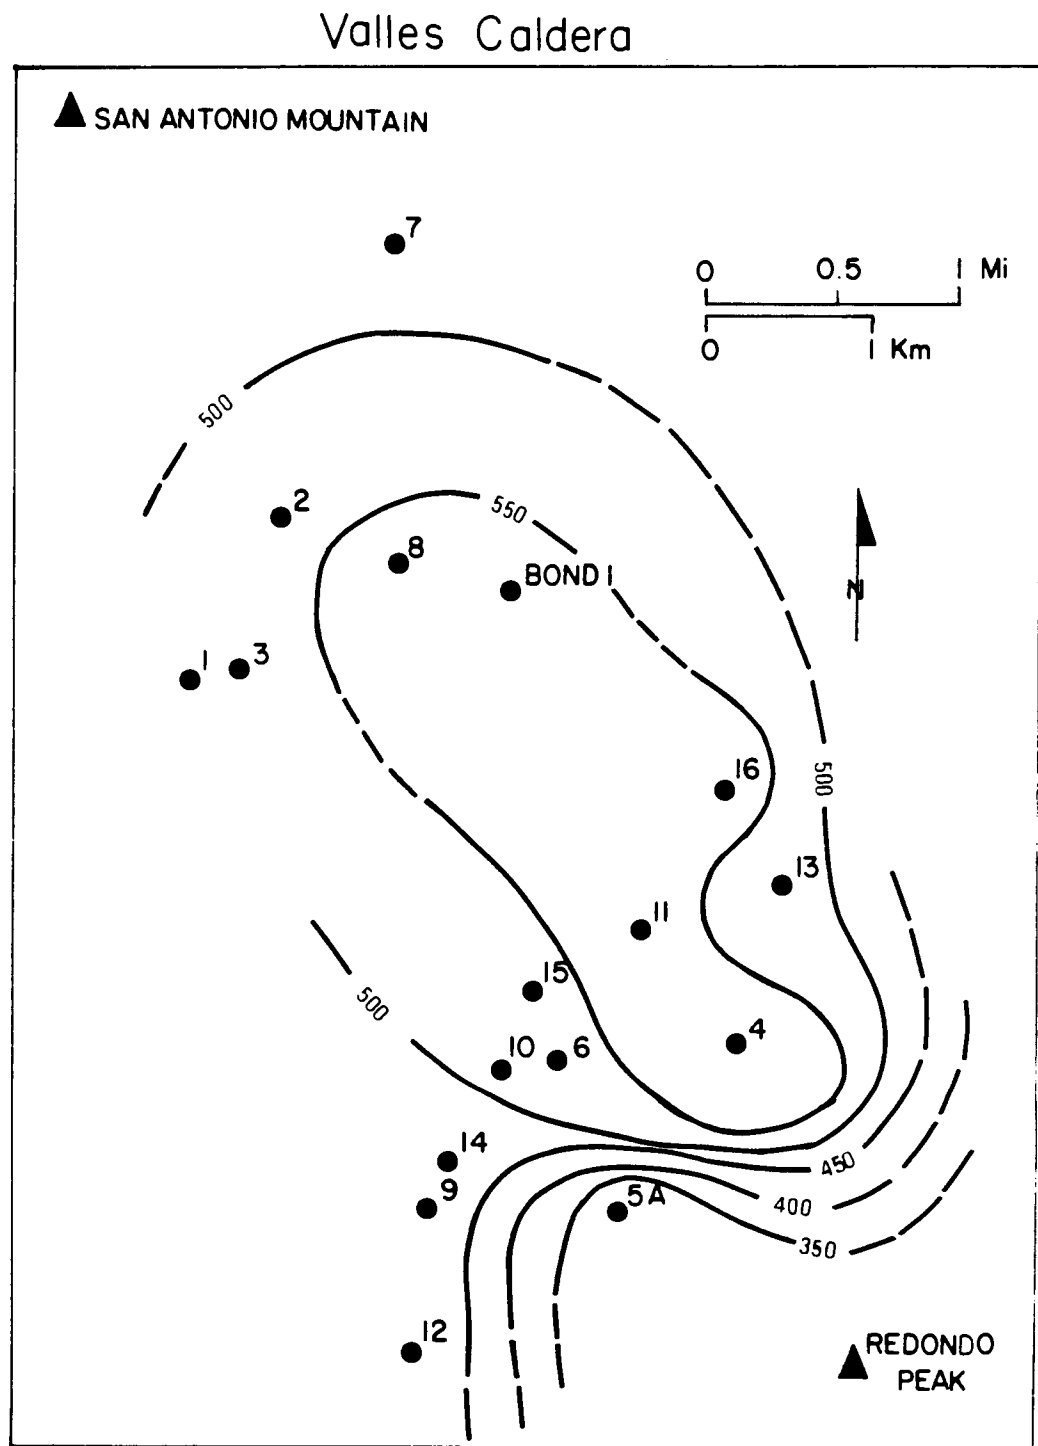 Valles Caldera
SAN ANTONIO MOUNTAIN
7
0 0.5 1 Mi
0 1 Km
500
2
550
8
BOND 1
N
1
3
16
500
13
11
15
500
4
10
6
14
450
9
5A
400
350
12
REDONDO
PEAK